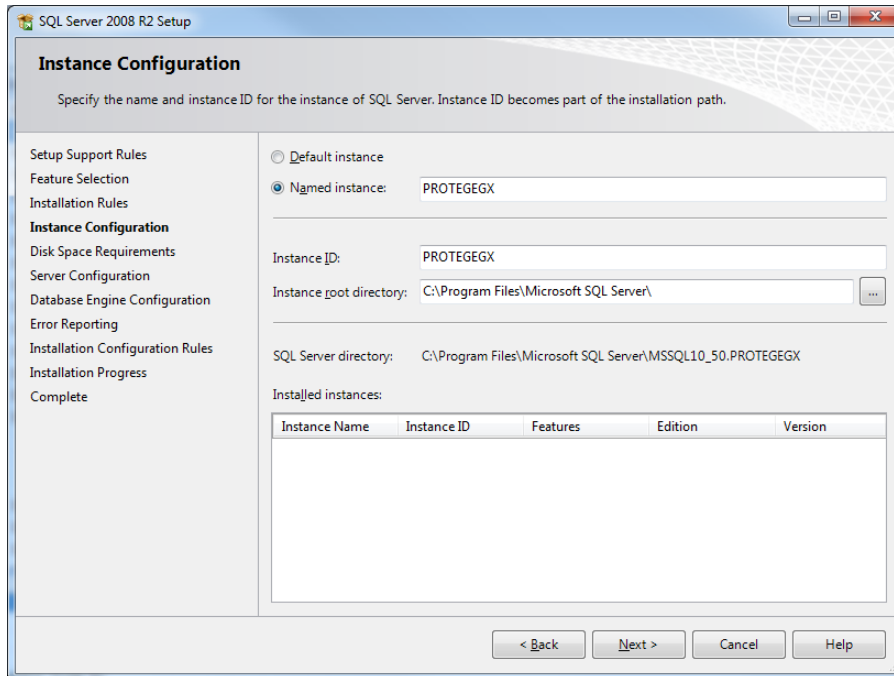 SQL Server 2008 R2 Setup
Instance Configuration
Specify the name and instance ID for the instance of SQL Server. Instance ID becomes part of the installation path.
Setup Support Rules
Feature Selection
Installation Rules
Instance Configuration
Disk Space Requirements
Server Configuration
Database Engine Configuration
Error Reporting
Installation Configuration Rules
Installation Progress
Complete
Default instance
Named instance: PROTEGEGX
Instance ID: PROTEGEGX
Instance root directory: C:\Program Files\Microsoft SQL Server\ ...
SQL Server directory: C:\Program Files\Microsoft SQL Server\MSSQL10_50.PROTEGEGX
Installed instances:
Instance Name Instance ID Features Edition Version
< Back Next > Cancel Help